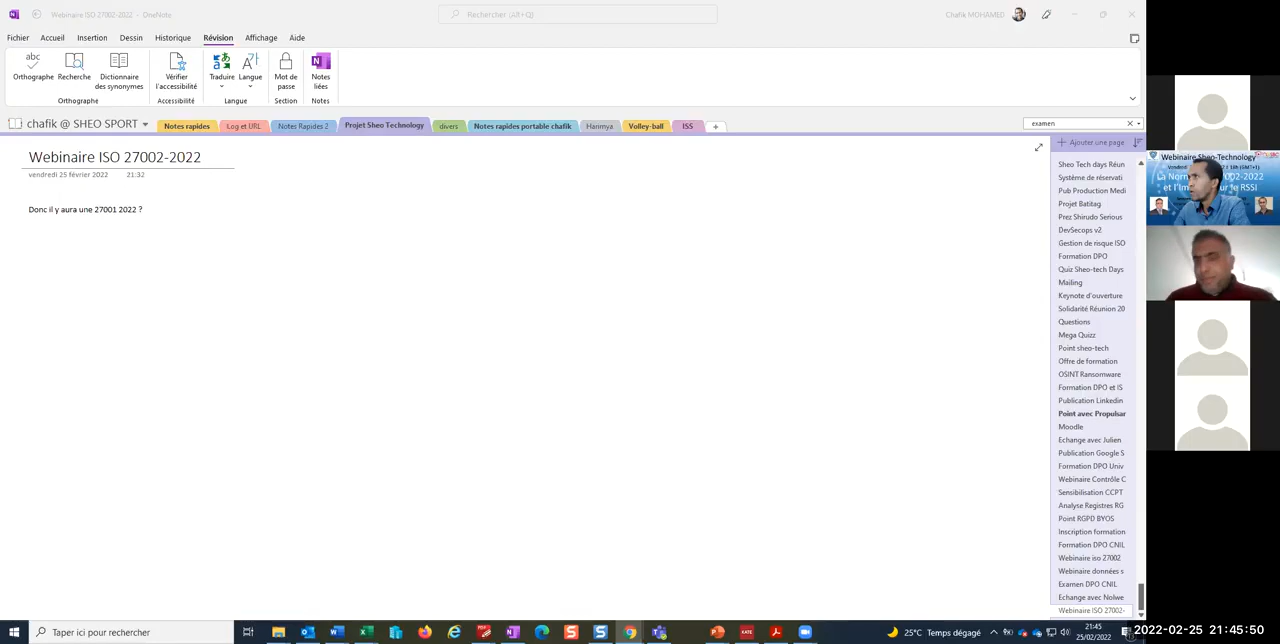 Webinaire ISO 27002-2022 - OneNote
Rechercher (Alt+Q)
Chafik MOHAMED
Fichier Accueil Insertion Dessin Historique Révision Affichage Aide
abc
Orthographe
Recherche
Dictionnaire
des synonymes
Orthographe
Vérifier
l'accessibilité
Accessibilité
Traduire
Langue
Langue
Mot de
passe
Section
Notes
liées
Notes
chafik @ SHEO SPORT
Notes rapides
Log et URL
Notes Rapides 2
Projet Sheo Technology
divers
Notes rapides portable chafik
Harimya
Volley-ball
ISS
examen
Webinaire ISO 27002-2022
vendredi 25 février 2022 21:32
Donc il y aura une 27001 2022 ?
Ajouter une page
Sheo Tech days Réun
Système de réservati
Pub Production Medi
Projet Batitag
Prez Shirudo Serious
DevSecops v2
Gestion de risque ISO
Formation DPO
Quiz Sheo-tech Days
Mailing
Keynote d'ouverture
Solidarité Réunion 20
Questions
Mega Quizz
Point sheo-tech
Offre de formation
OSINT Ransomware
Formation DPO et IS
Publication Linkedin
Point avec Propulsar
Moodle
Echange avec Julien
Publication Google S
Formation DPO Univ
Webinaire Contrôle C
Sensibilisation CCPT
Analyse Registres RG
Point RGPD BYOS
Inscription formation
Formation DPO CNIL
Webinaire iso 27002
Webinaire données s
Examen DPO CNIL
Echange avec Nolwe
Webinaire ISO 27002-
Webinaire Sheo-Technology
Taper ici pour rechercher
25°C Temps dégagé
21:45
25/02/2022
2022-02-25 21:45:50